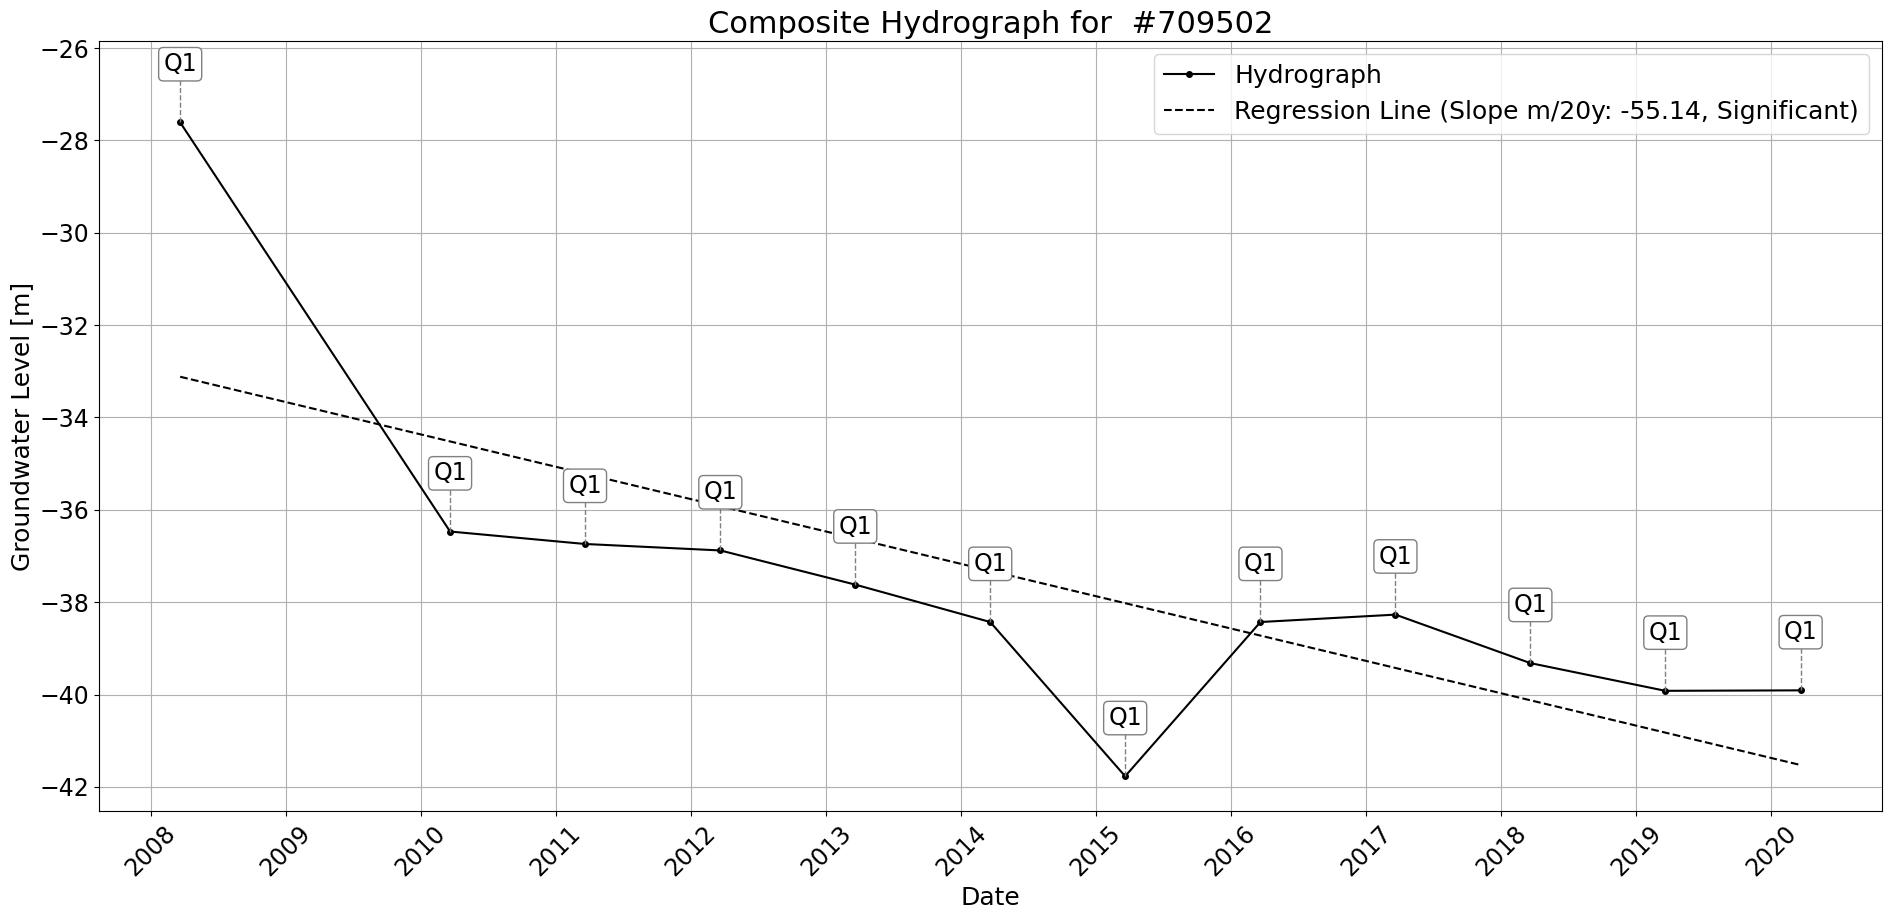 Composite Hydrograph for  #709502
Hydrograph
Regression Line (Slope m/20y: -55.14, Significant)
Groundwater Level [m]
−26
−28
−30
−32
−34
−36
−38
−40
−42
Q1
Q1
Q1
Q1
Q1
Q1
Q1
Q1
Q1
Q1
Q1
Q1
2008
2009
2010
2011
2012
2013
2014
2015
2016
2017
2018
2019
2020
Date